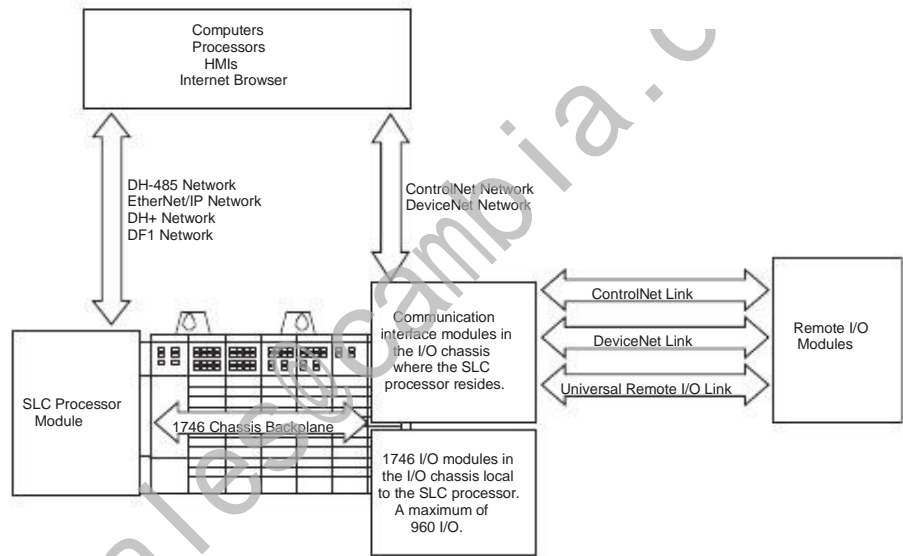 Computers
Processors
HMIs
Internet Browser
DH-485 Network
EtherNet/IP Network
DH+ Network
DF1 Network
ControlNet Network
DeviceNet Network
SLC Processor
Module
1746 Chassis Backplane
Communication
interface modules in
the I/O chassis
where the SLC
processor resides.
1746 I/O modules in
the I/O chassis local
to the SLC processor.
A maximum of
960 I/O.
ControlNet Link
DeviceNet Link
Universal Remote I/O Link
Remote I/O
Modules
ales@cambia.c